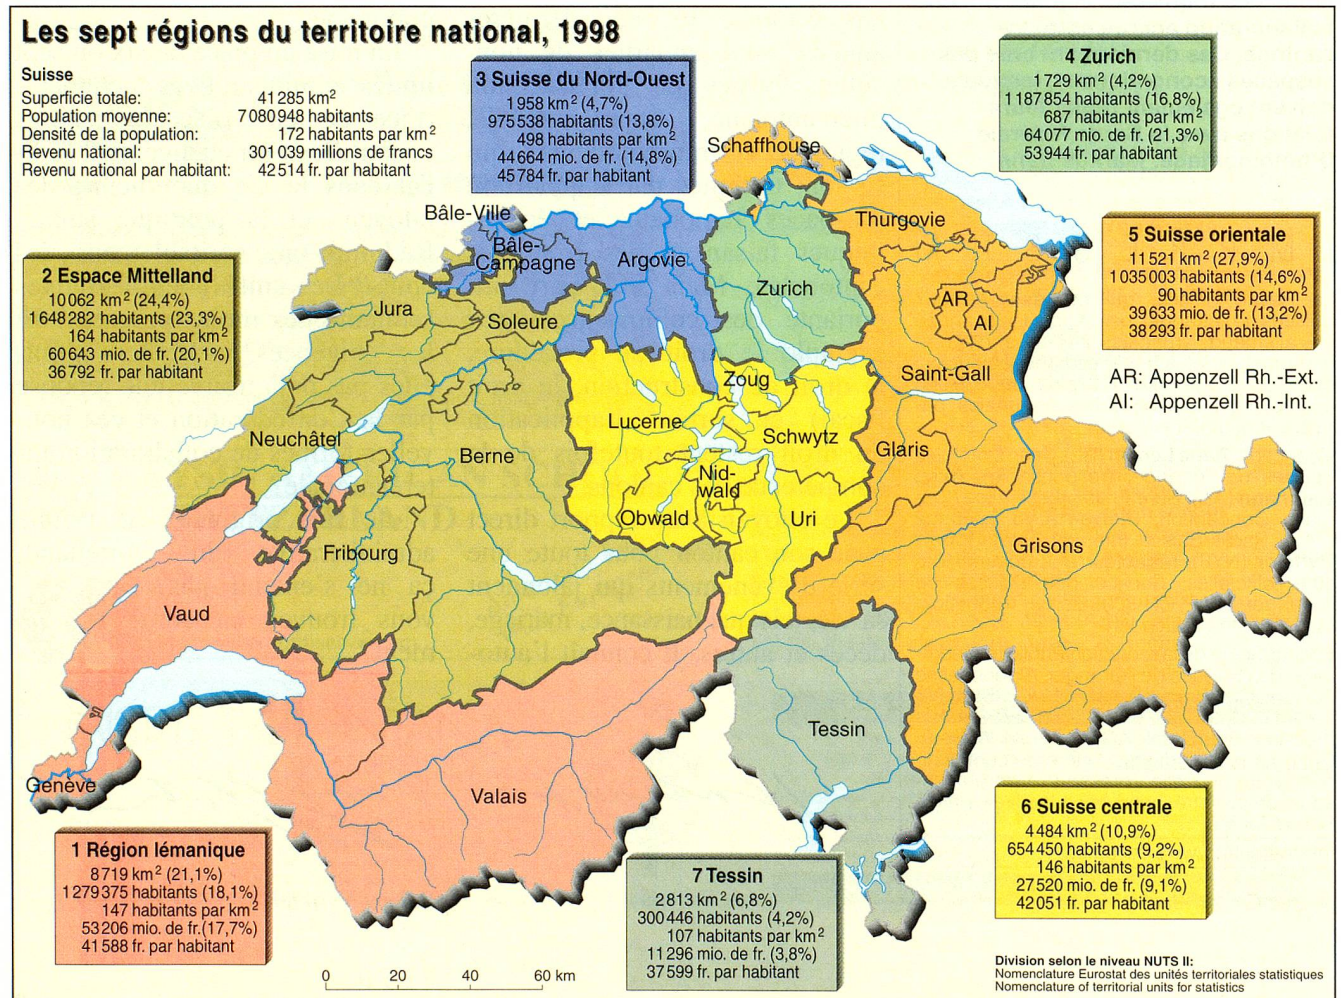 Les sept régions du territoire national, 1998
Suisse
Superficie totale: 41 285 km²
Population moyenne: 7 080 948 habitants
Densité de la population: 172 habitants par km²
Revenu national: 301 039 millions de francs
Revenu national par habitant: 42 514 fr. par habitant
3 Suisse du Nord-Ouest
1 958 km² (4,7%)
975 538 habitants (13,8%)
498 habitants par km²
44 664 mio. de fr. (14,8%)
45 784 fr. par habitant
4 Zurich
1 729 km² (4,2%)
1 187 854 habitants (16,8%)
687 habitants par km²
64 077 mio. de fr. (21,3%)
53 944 fr. par habitant
2 Espace Mittelland
10 062 km² (24,4%)
1 648 282 habitants (23,3%)
164 habitants par km²
60 643 mio. de fr. (20,1%)
36 792 fr. par habitant
5 Suisse orientale
11 521 km² (27,9%)
1 035 003 habitants (14,6%)
90 habitants par km²
39 633 mio. de fr. (13,2%)
38 293 fr. par habitant
AR: Appenzell Rh.-Ext.
AI: Appenzell Rh.-Int.
Schaffhouse
Bâle-Ville
Bâle-
Campagne
Argovie
Thurgovie
Zurich
Jura
Soleure
AR
AI
Saint-Gall
Zoug
Lucerne
Schwytz
Neuchâtel
Berne
Glaris
Nid-
wald
Obwald
Uri
Fribourg
Grisons
Vaud
Tessin
Genève
Valais
1 Région lémanique
8 719 km² (21,1%)
1 279 375 habitants (18,1%)
147 habitants par km²
53 206 mio. de fr.(17,7%)
41 588 fr. par habitant
7 Tessin
2 813 km² (6,8%)
300 446 habitants (4,2%)
107 habitants par km²
11 296 mio. de fr. (3,8%)
37 599 fr. par habitant
6 Suisse centrale
4 484 km² (10,9%)
654 450 habitants (9,2%)
146 habitants par km²
27 520 mio. de fr. (9,1%)
42 051 fr. par habitant
0 20 40 60 km
Division selon le niveau NUTS II:
Nomenclature Eurostat des unités territoriales statistiques
Nomenclature of territorial units for statistics